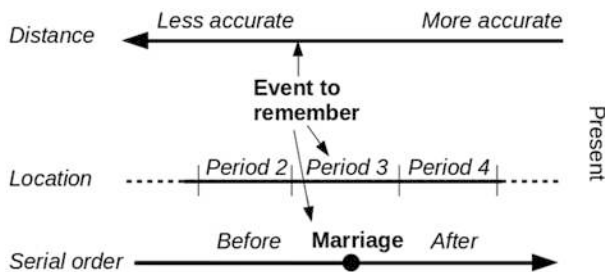 Less accurate More accurate
Distance
Event to
remember
Present
Period 2 Period 3 Period 4
Location
Before Marriage After
Serial order